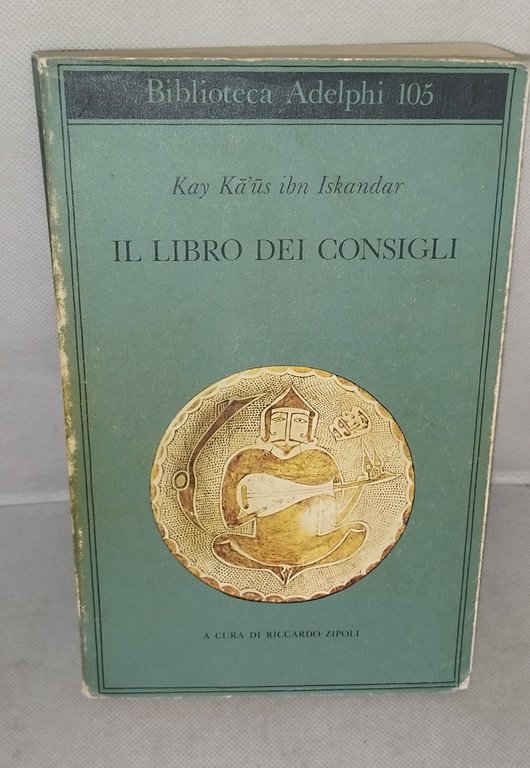 Biblioteca Adelphi 105
Kay Kā'ūs ibn Iskandar
IL LIBRO DEI CONSIGLI
A CURA DI RICCARDO ZIPOLI